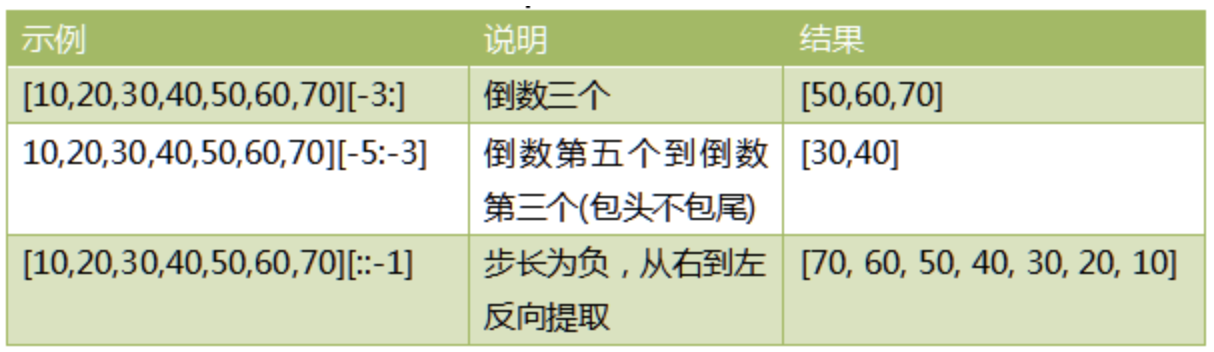 示例 说明 结果
[10,20,30,40,50,60,70][-3:] 倒数三个 [50,60,70]
10,20,30,40,50,60,70][-5:-3] 倒数第五个到倒数 [30,40]
第三个(包头不包尾)
[10,20,30,40,50,60,70][::-1] 步长为负，从右到左 [70, 60, 50, 40, 30, 20, 10]
反向提取